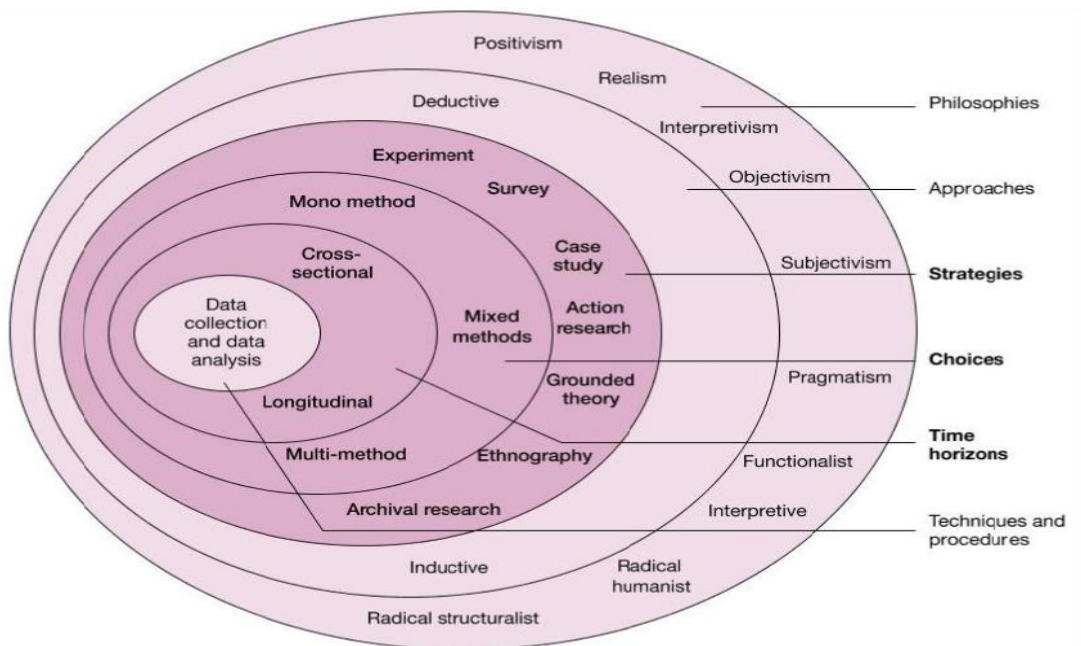 Positivism
Realism
Philosophies
Deductive
Interpretivism
Experiment
Objectivism
Approaches
Survey
Mono method
Cross-
sectional
Case
study
Subjectivism
Strategies
Data
collection
and data
analysis
Mixed
methods
Action
research
Choices
Pragmatism
Grounded
theory
Longitudinal
Time
horizons
Multi-method
Ethnography
Functionalist
Archival research
Interpretive
Techniques and
procedures
Inductive
Radical
humanist
Radical structuralist